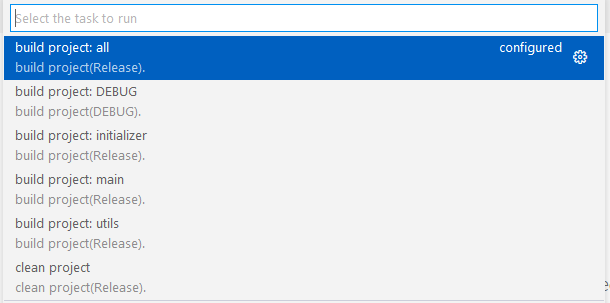 Select the task to run
build project: all configured
build project(Release).
build project: DEBUG
build project(DEBUG).
build project: initializer
build project(Release).
build project: main
build project(Release).
build project: utils
build project(Release).
clean project
clean project(Release).